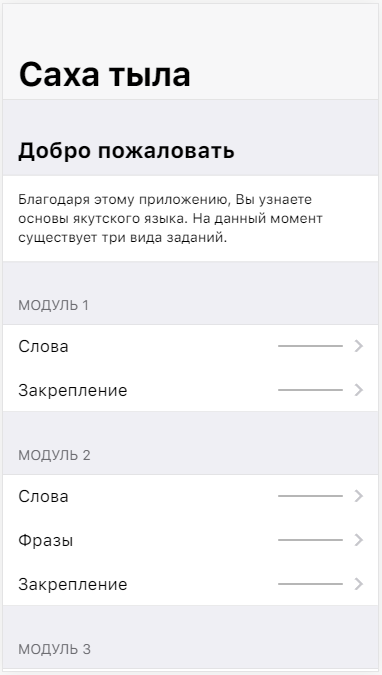 Саха тыла
Добро пожаловать
Благодаря этому приложению, Вы узнаете
основы якутского языка. На данный момент
существует три вида заданий.
МОДУЛЬ 1
Слова
Закрепление
МОДУЛЬ 2
Слова
Фразы
Закрепление
МОДУЛЬ 3